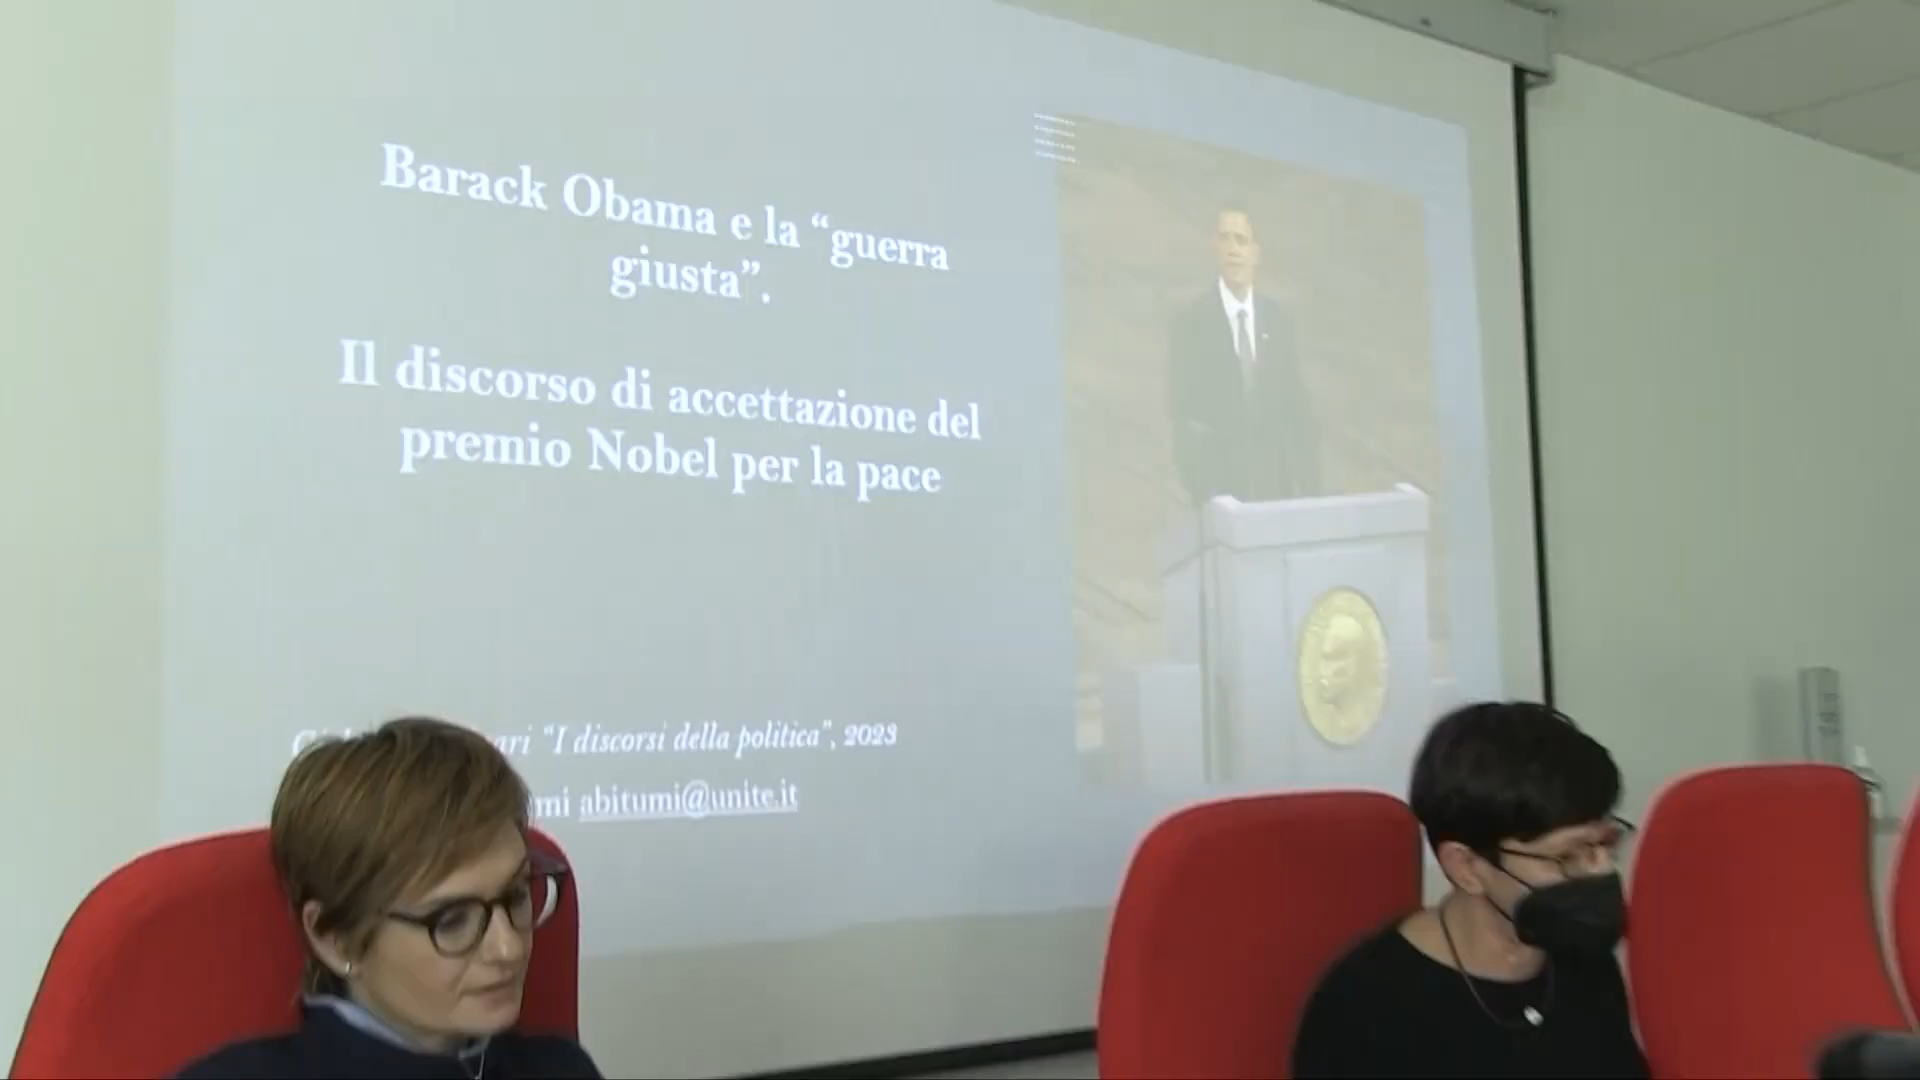 Barack Obama e la “guerra
giusta”.
Il discorso di accettazione del
premio Nobel per la pace
“I discorsi della politica”, 2023
abitumi@unite.it